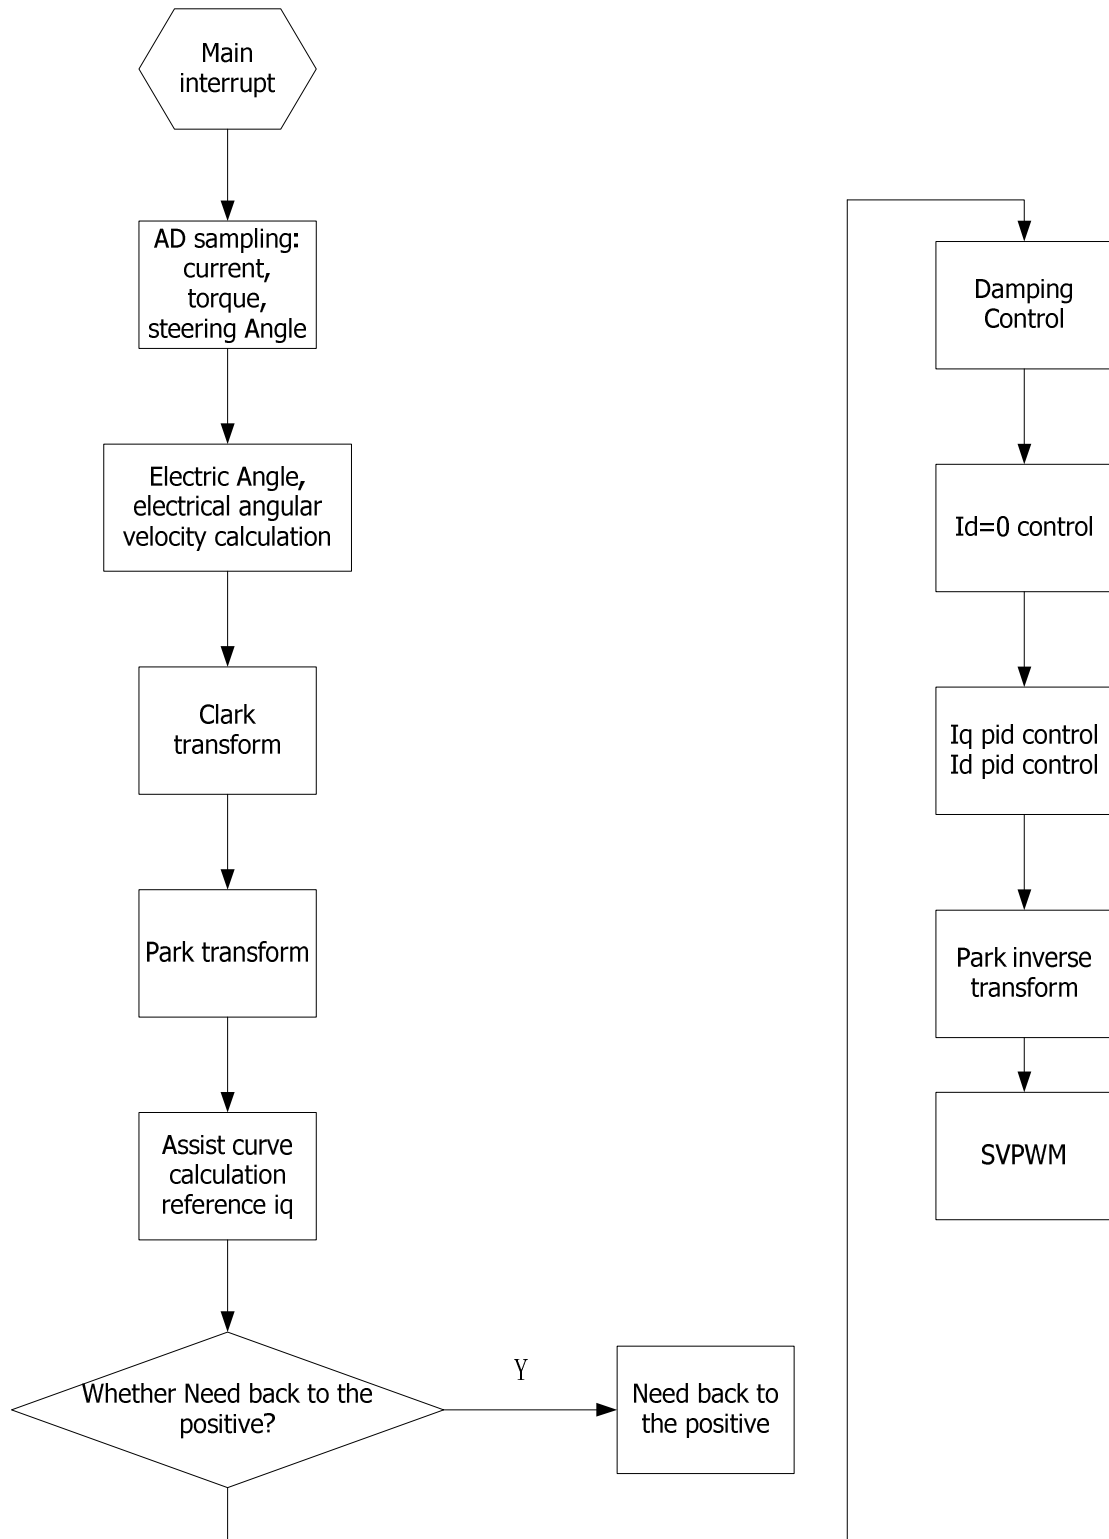 Main
interrupt
AD sampling:
current,
torque,
steering Angle
Electric Angle,
electrical angular
velocity calculation
Clark
transform
Park transform
Assist curve
calculation
reference iq
Whether Need back to the
positive?
Y
Need back to
the positive
Damping
Control
Id=0 control
Iq pid control
Id pid control
Park inverse
transform
SVPWM